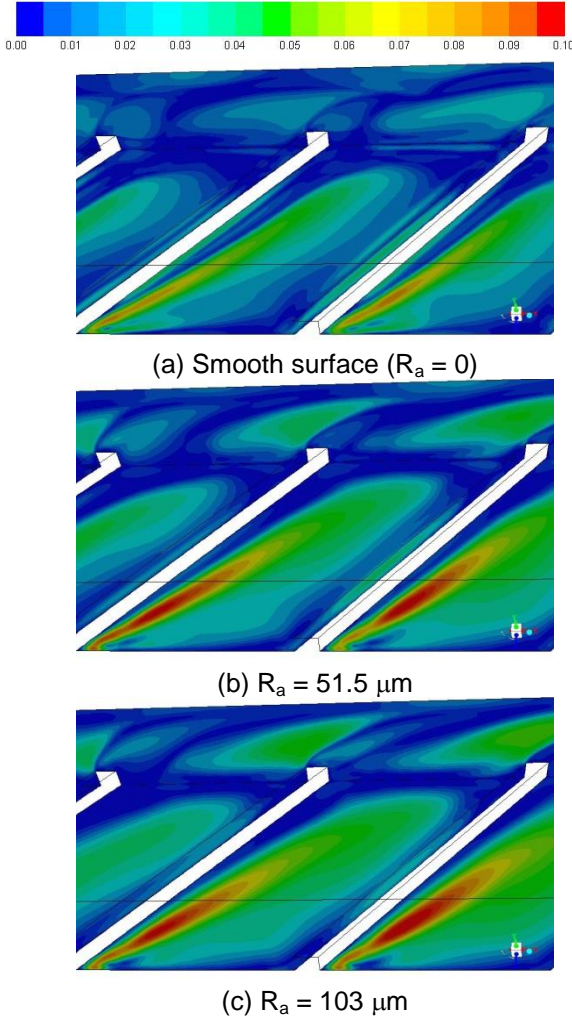 0.00 0.01 0.02 0.03 0.04 0.05 0.06 0.07 0.08 0.09 0.10
(a) Smooth surface (Ra = 0)
(b) Ra = 51.5 μm
(c) Ra = 103 μm